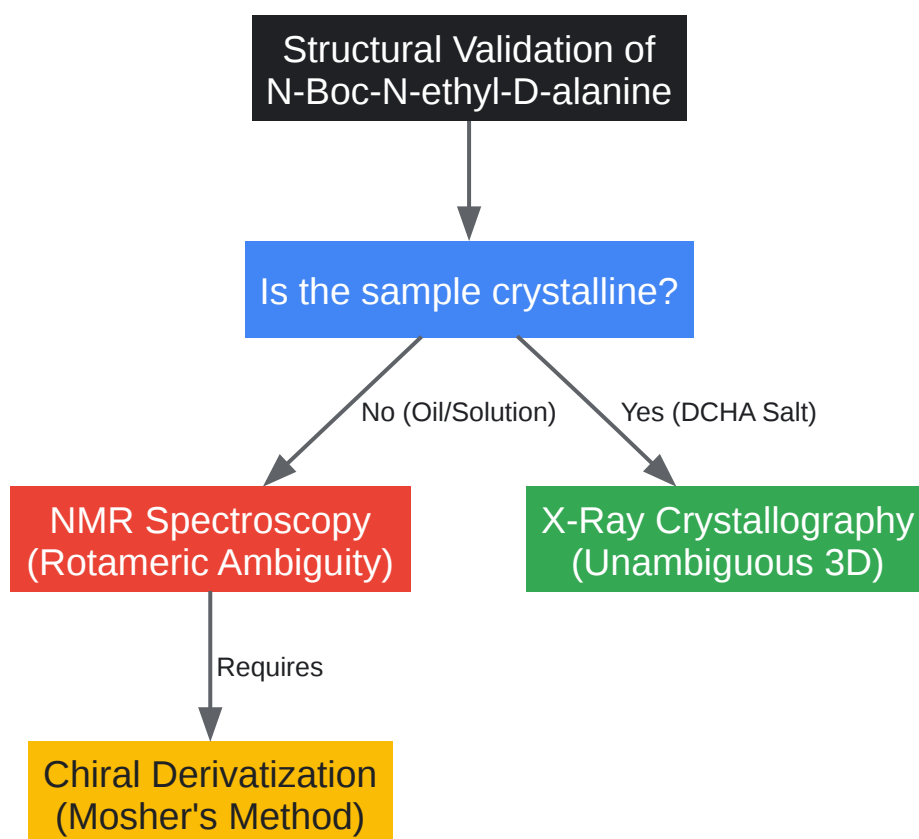 Structural Validation of
N-Boc-N-ethyl-D-alanine
Is the sample crystalline?
No (Oil/Solution)
Yes (DCHA Salt)
NMR Spectroscopy
(Rotameric Ambiguity)
X-Ray Crystallography
(Unambiguous 3D)
Requires
Chiral Derivatization
(Mosher's Method)